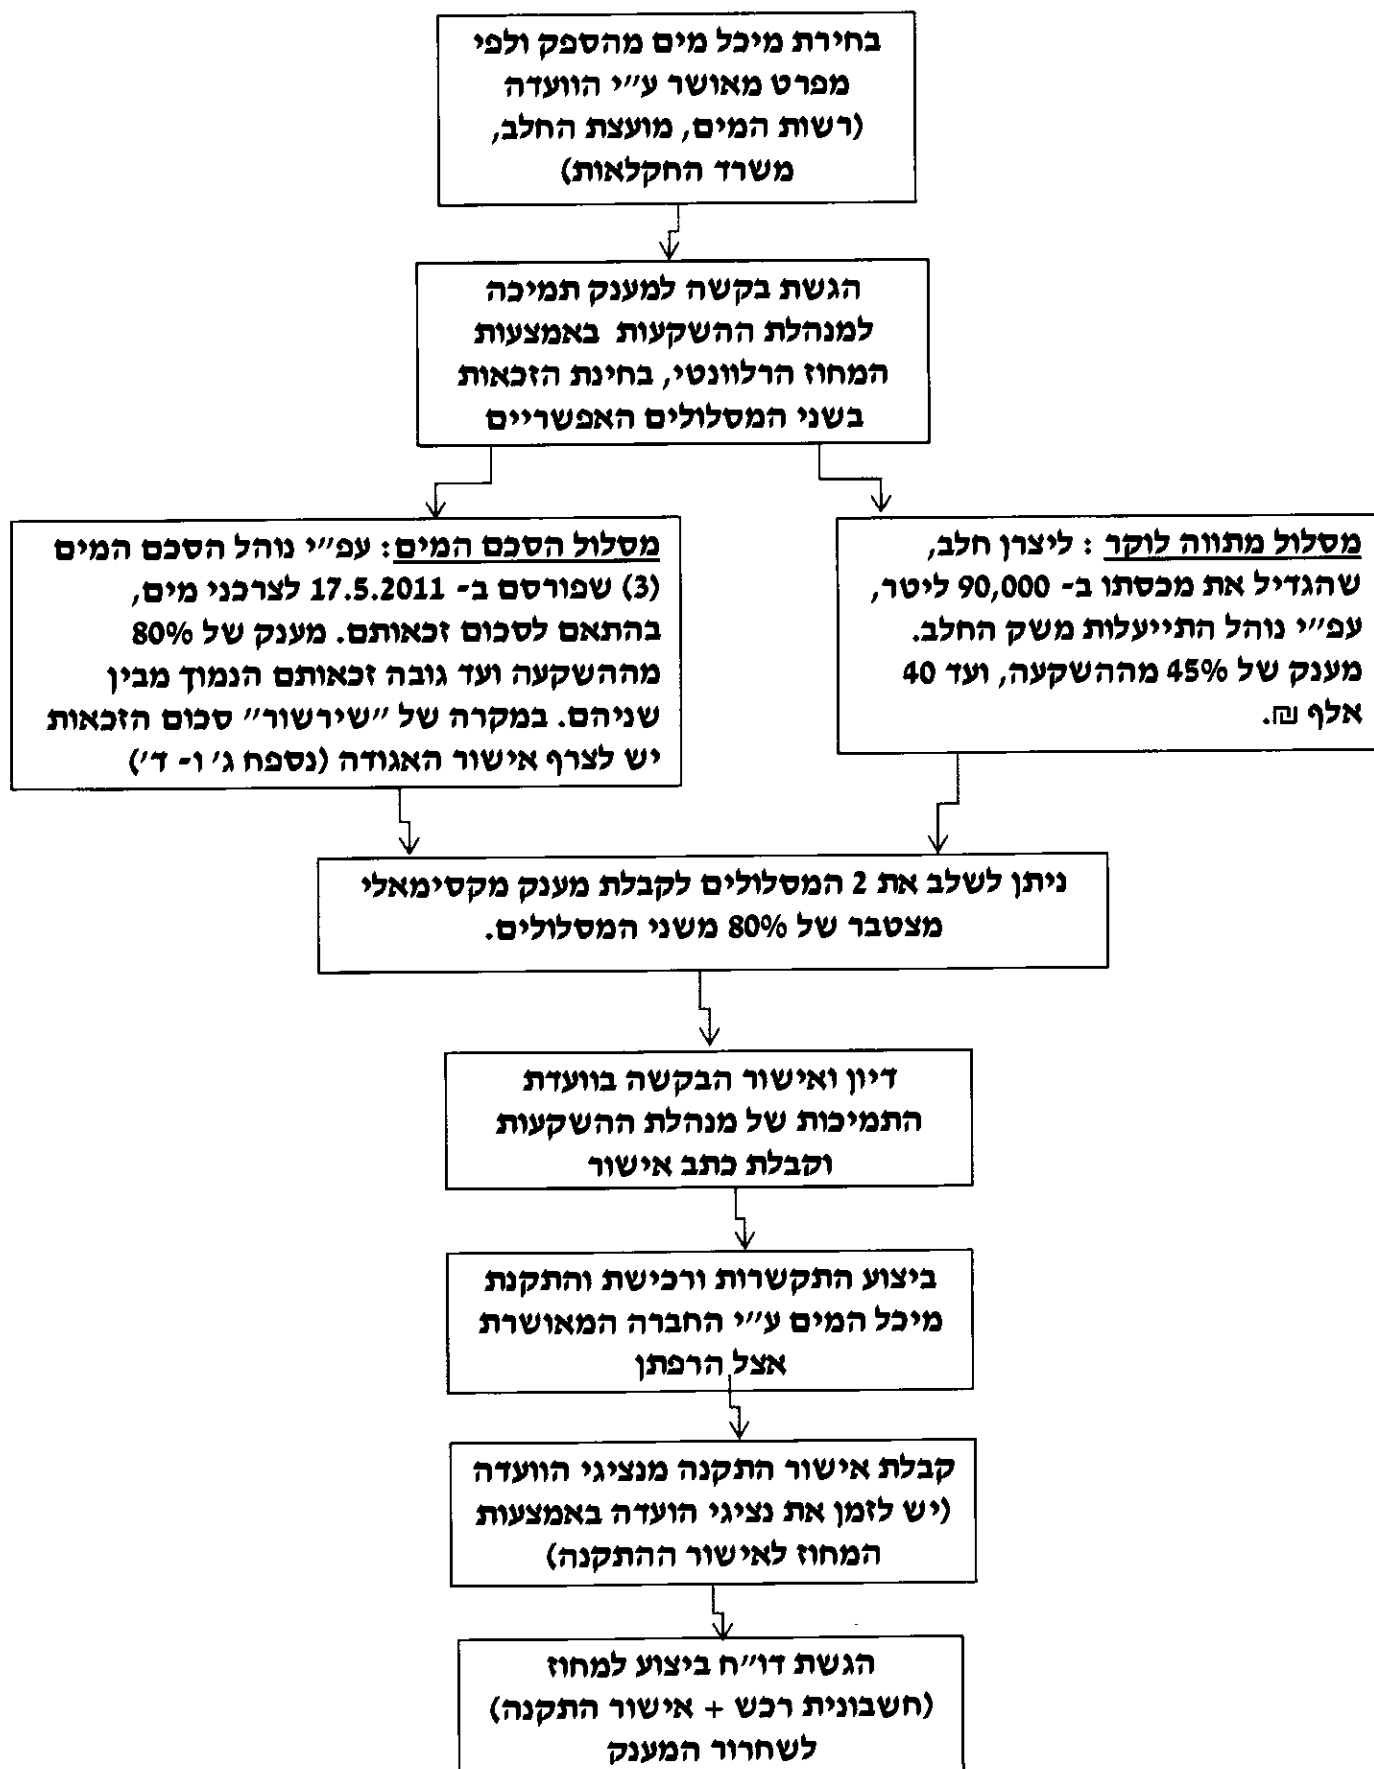 בחירת מיכל מים מהספק ולפי
מפרט מאושר ע״י הוועדה
(רשות המים, מועצת החלב,
משרד החקלאות)
הגשת בקשה למענק תמיכה
למנהלת ההשקעות באמצעות
המחוז הרלוונטי, בחינת הזכאות
בשני המסלולים האפשריים
מסלול מתווה לוקר : ליצרן חלב,
שהגדיל את מכסתו ב- 90,000 ליטר,
עפ״י נוהל התייעלות משק החלב.
מענק של 45% מההשקעה, ועד 40
אלף ₪.
מסלול הסכם המים: עפ״י נוהל הסכם המים
(3) שפורסם ב- 17.5.2011 לצרכני מים,
בהתאם לסכום זכאותם. מענק של 80%
מההשקעה ועד גובה זכאותם הנמוך מבין
שניהם. במקרה של ״שירשור״ סכום הזכאות
יש לצרף אישור האגודה (נספח ג׳ ו- ד׳)
ניתן לשלב את 2 המסלולים לקבלת מענק מקסימאלי
מצטבר של 80% משני המסלולים.
דיון ואישור הבקשה בוועדת
התמיכות של מנהלת ההשקעות
וקבלת כתב אישור
ביצוע התקשרות ורכישת והתקנת
מיכל המים ע״י החברה המאושרת
אצל הרפתן
קבלת אישור התקנה מנציגי הוועדה
(יש לזמן את נציגי הועדה באמצעות
המחוז לאישור ההתקנה)
הגשת דו״ח ביצוע למחוז
(חשבונית רכש + אישור התקנה)
לשחרור המענק